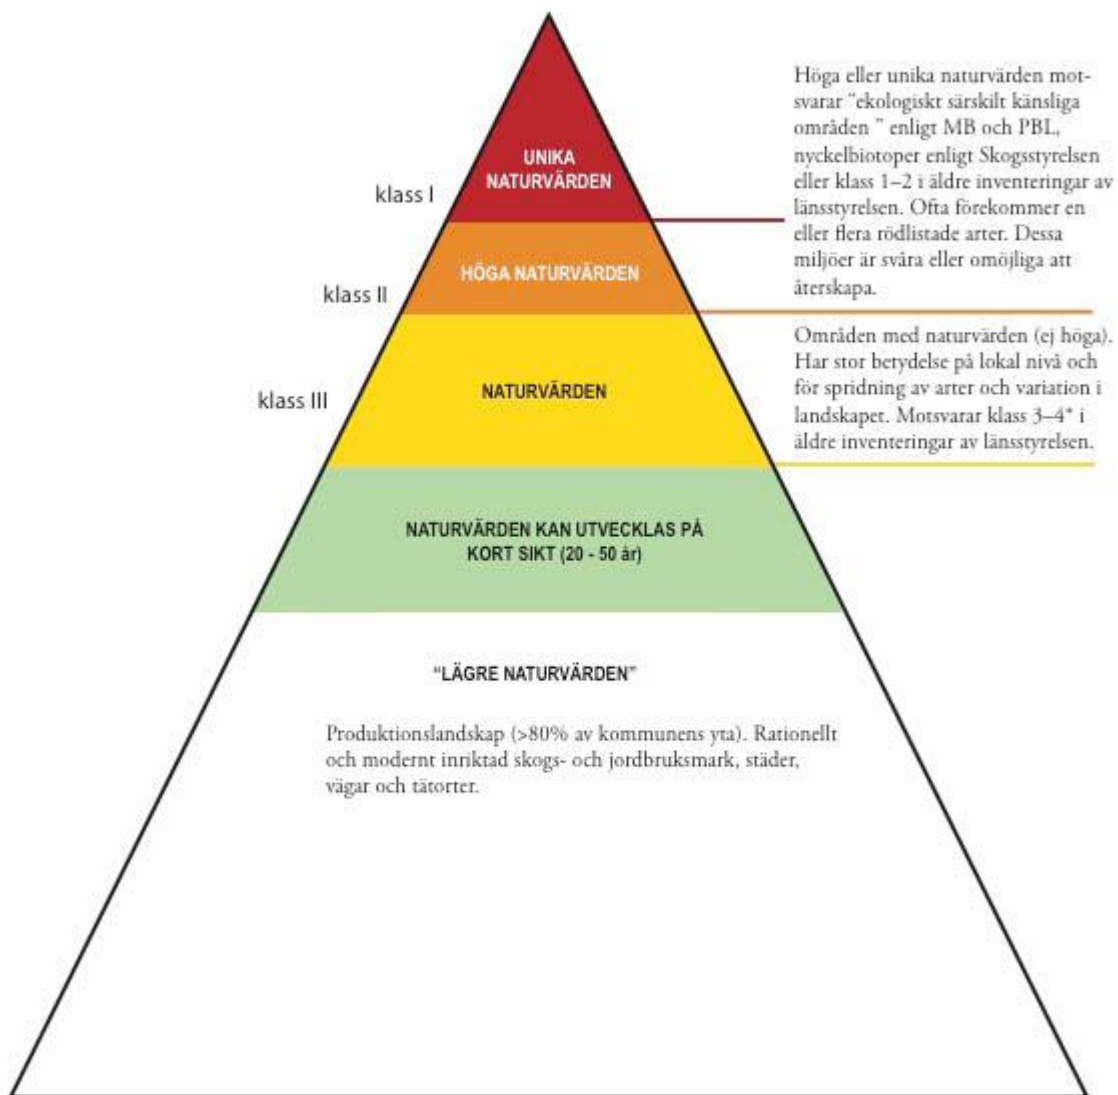 Höga eller unika naturvärden mot-
svarar "ekologiskt särskilt känsliga
områden " enligt MB och PBL,
nyckelbiotoper enligt Skogsstyrelsen
eller klass 1–2 i äldre inventeringar av
länsstyrelsen. Ofta förekommer en
eller flera rödlistade arter. Dessa
miljöer är svåra eller omöjliga att
återskapa.
UNIKA
NATURVÄRDEN
klass I
HÖGA NATURVÄRDEN
klass II
Områden med naturvärden (ej höga).
Har stor betydelse på lokal nivå och
för spridning av arter och variation i
landskapet. Motsvarar klass 3–4* i
äldre inventeringar av länsstyrelsen.
NATURVÄRDEN
klass III
NATURVÄRDEN KAN UTVECKLAS PÅ
KORT SIKT (20 - 50 år)
“LÄGRE NATURVÄRDEN”
Produktionslandskap (>80% av kommunens yta). Rationellt
och modernt inriktad skogs- och jordbruksmark, städer,
vägar och tätorter.